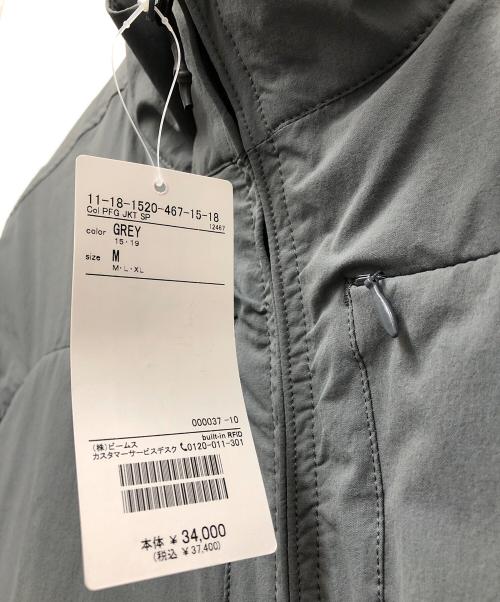 11-18-1520-467-15-18
Col PFG JKT SP 12467
color GREY
15・19
size M
M・L・XL
000037 -10
built-in RFID
(株)ビームス
カスタマーサービスデスク 0120-011-301
本体 ¥ 34,000
(税込 ¥ 37,400)